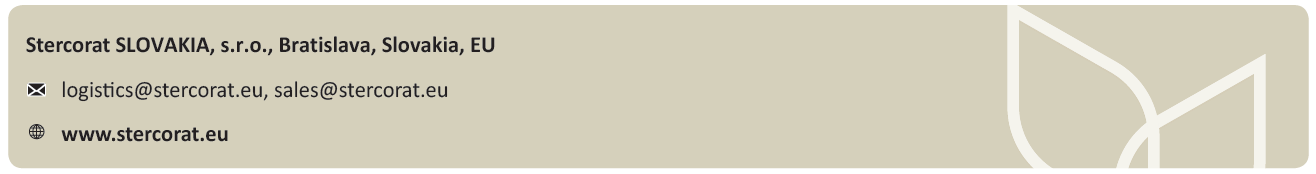 Stercorat SLOVAKIA, s.r.o., Bratislava, Slovakia, EU
logistics@stercorat.eu, sales@stercorat.eu
www.stercorat.eu